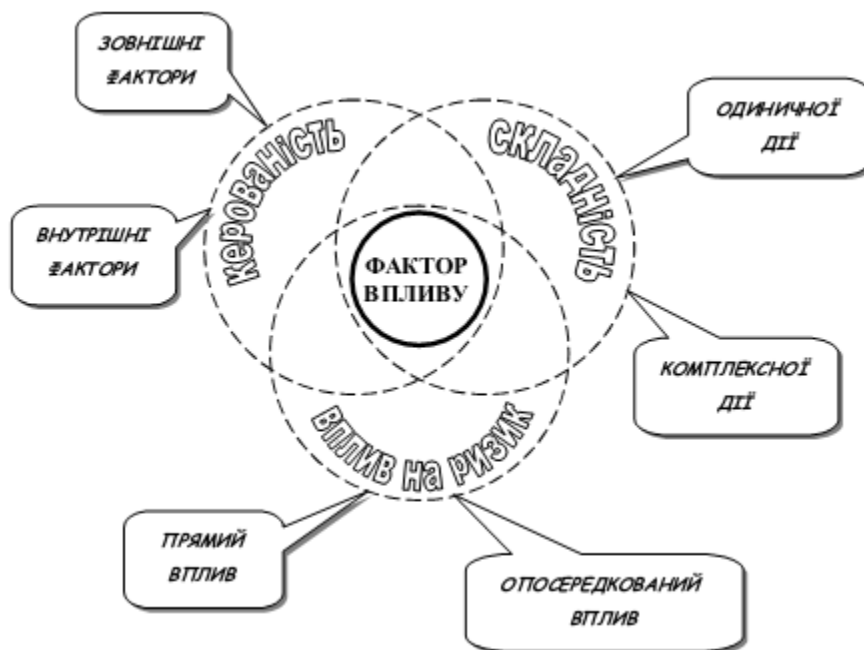 ЗОВНІШНІ
ФАКТОРИ
ОДИНИЧНОЇ
ДІЇ
керованість
складність
ВНУТРІШНІ
ФАКТОРИ
ФАКТОР
ВПЛИВУ
КОМПЛЕКСНОЇ
ДІЇ
вплив на ризик
ПРЯМИЙ
ВПЛИВ
ОПОСЕРЕДКОВАНИЙ
ВПЛИВ